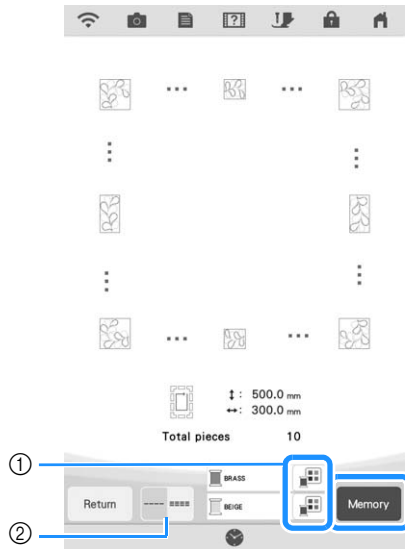 500.0 mm
300.0 mm
Total pieces 10
①
BRASS
Return
BEIGE
Memory
②